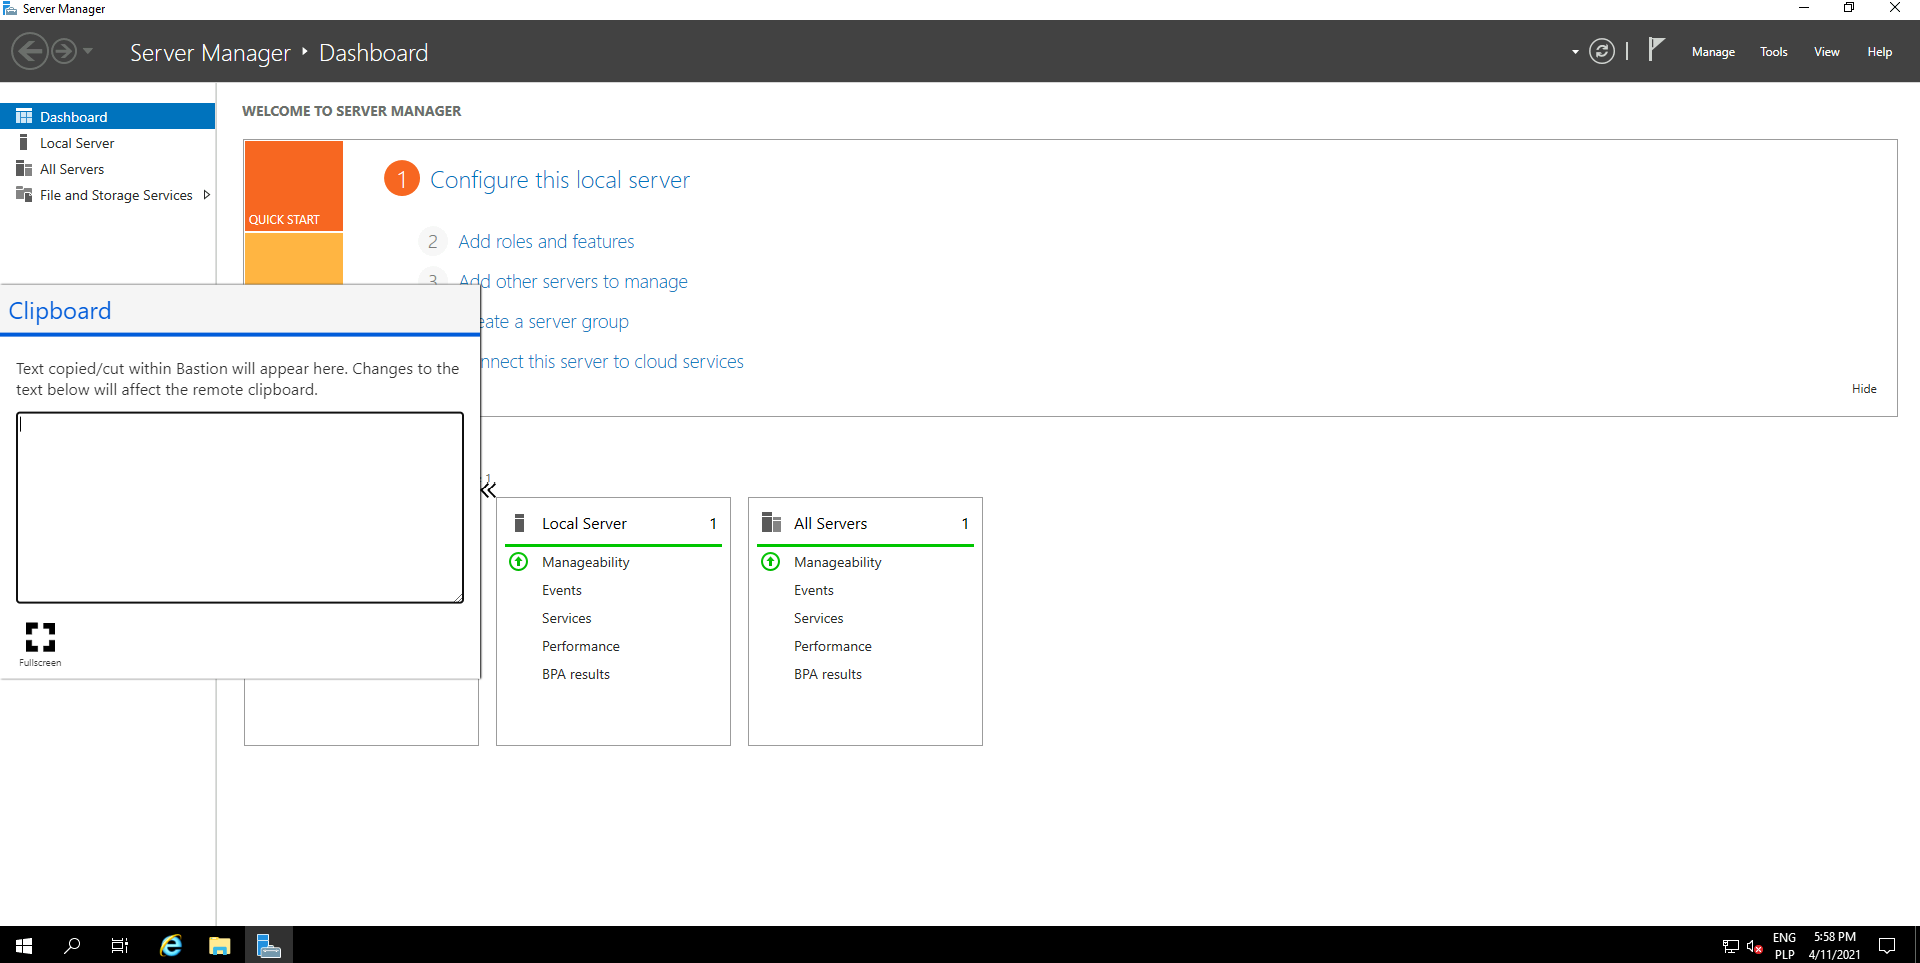 Server Manager
Server Manager ‣ Dashboard
Manage
Tools
View
Help
Dashboard
Local Server
All Servers
File and Storage Services
WELCOME TO SERVER MANAGER
QUICK START
1 Configure this local server
2 Add roles and features
3 Add other servers to manage
eate a server group
nnect this server to cloud services
Hide
Clipboard
Text copied/cut within Bastion will appear here. Changes to the
text below will affect the remote clipboard.
Fullscreen
1
Local Server 1
Manageability
Events
Services
Performance
BPA results
All Servers 1
Manageability
Events
Services
Performance
BPA results
ENG
PLP
5:58 PM
4/11/2021